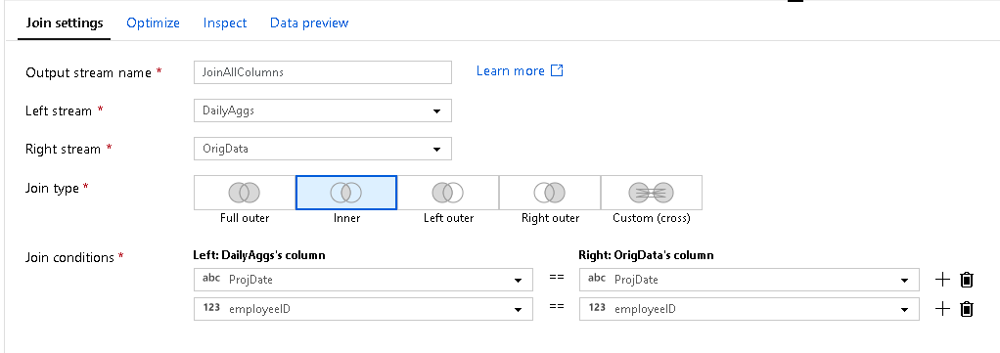 Join settings Optimize Inspect Data preview
Output stream name * JoinAllColumns Learn more
Left stream * DailyAggs
Right stream * OrigData
Join type *
Full outer Inner Left outer Right outer Custom (cross)
Join conditions * Left: DailyAggs's column Right: OrigData's column
abc ProjDate == abc ProjDate
123 employeeID == 123 employeeID